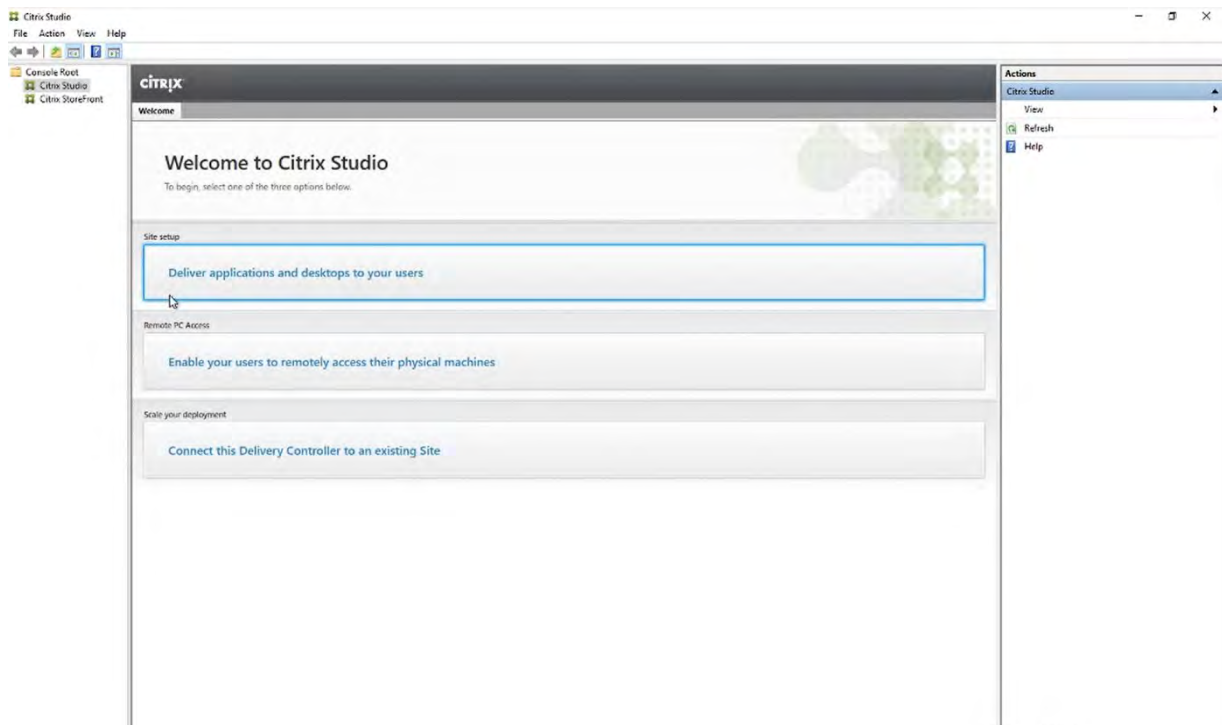 Citrix Studio
File Action View Help
Console Root
Citrix Studio
Citrix StoreFront
CİTRIX
Welcome
Welcome to Citrix Studio
To begin, select one of the three options below.
Site setup
Deliver applications and desktops to your users
Remote PC Access
Enable your users to remotely access their physical machines
Scale your deployment
Connect this Delivery Controller to an existing Site
Actions
Citrix Studio
View
Refresh
Help